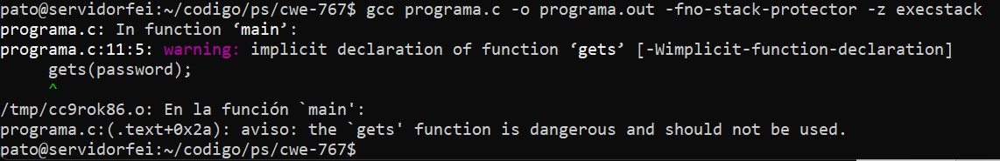 pato@servidorfei:~/codigo/ps/cwe-767$ gcc programa.c -o programa.out -fno-stack-protector -z execstack
programa.c: In function ‘main’:
programa.c:11:5: warning: implicit declaration of function ‘gets’ [-Wimplicit-function-declaration]
     gets(password);
     ^
/tmp/cc9rok86.o: En la función `main':
programa.c:(.text+0x2a): aviso: the `gets' function is dangerous and should not be used.
pato@servidorfei:~/codigo/ps/cwe-767$